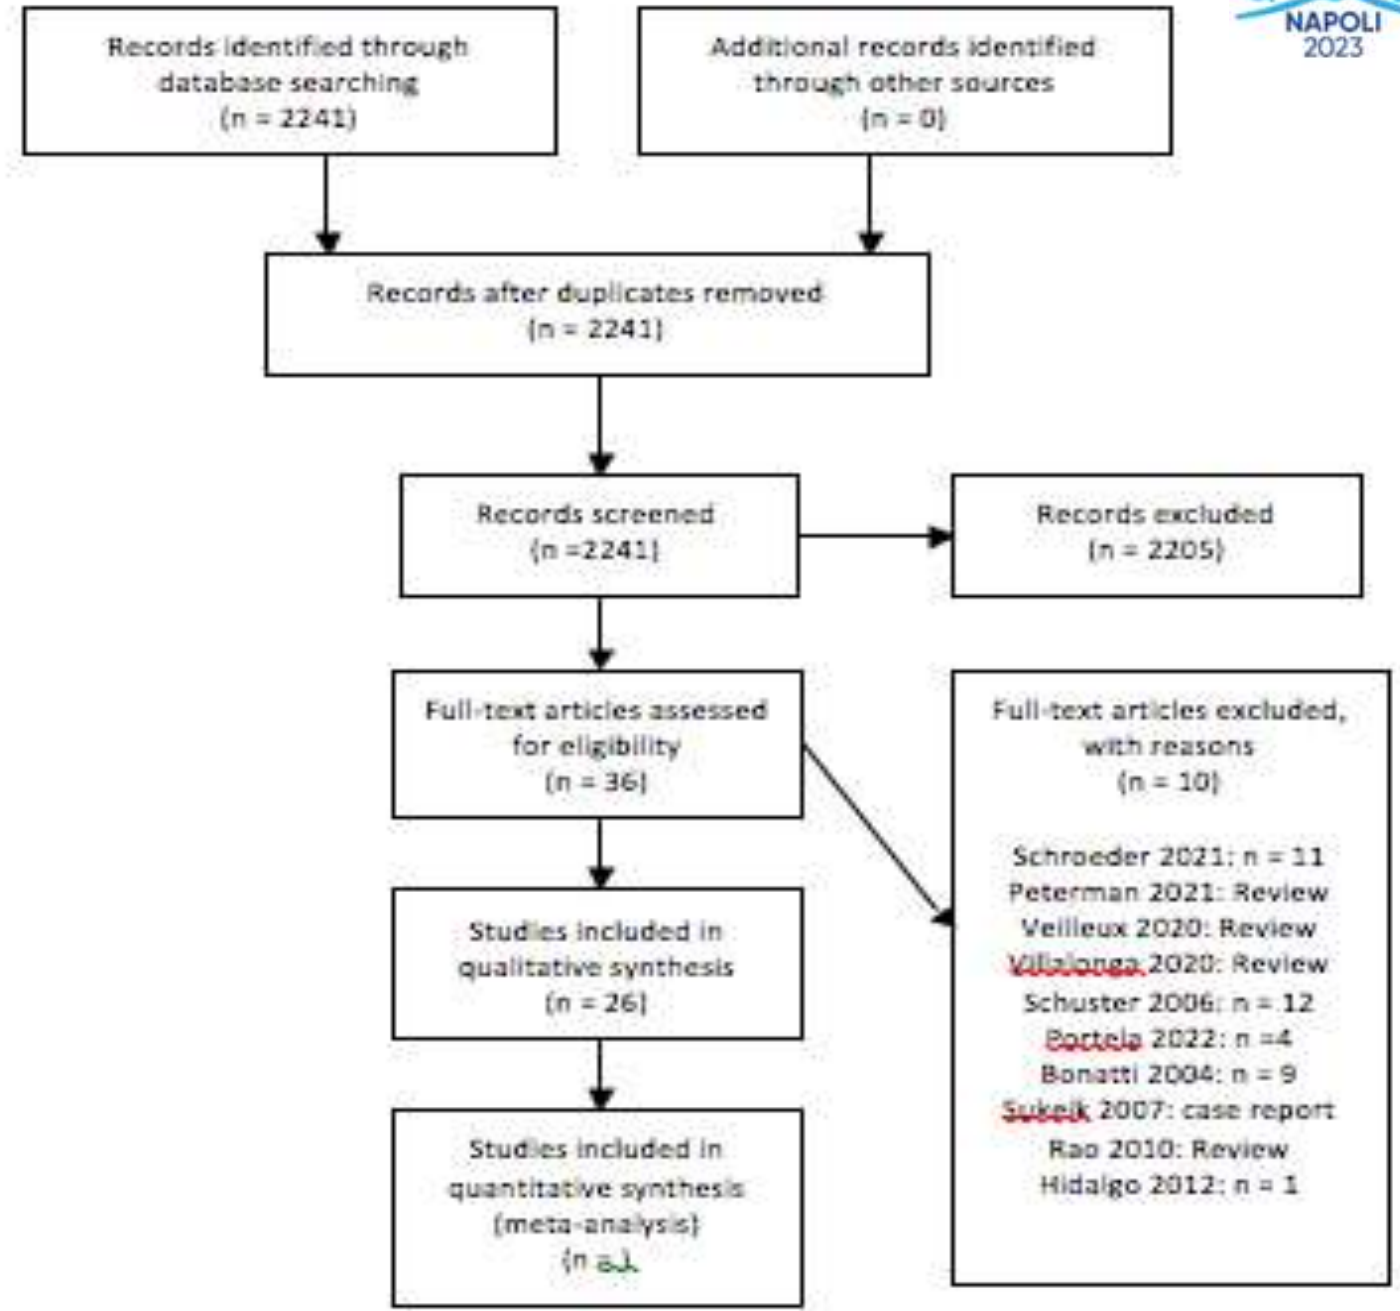 NAPOLI
2023
Records identified through
database searching
(n = 2241)
Additional records identified
through other sources
(n = 0)
Records after duplicates removed
(n = 2241)
Records screened
(n =2241)
Records excluded
(n = 2205)
Full-text articles assessed
for eligibility
(n = 36)
Full-text articles excluded,
with reasons
(n = 10)
Schroeder 2021: n = 11
Peterman 2021: Review
Veilleux 2020: Review
Villalonga 2020: Review
Schuster 2006: n = 12
Portela 2022: n =4
Bonatti 2004: n = 9
Sukeik 2007: case report
Rao 2010: Review
Hidalgo 2012: n = 1
Studies included in
qualitative synthesis
(n = 26)
Studies included in
quantitative synthesis
(meta-analysis)
(n = )